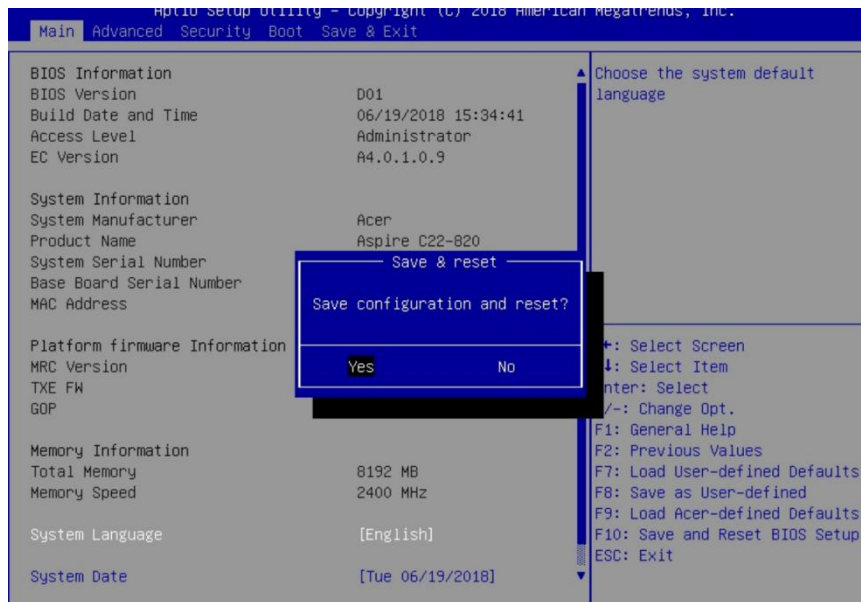 Aptio Setup Utility – Copyright (C) 2018 American Megatrends, Inc.
Main Advanced Security Boot Save & Exit
BIOS Information
BIOS Version D01
Build Date and Time 06/19/2018 15:34:41
Access Level Administrator
EC Version A4.0.1.0.9
System Information
System Manufacturer Acer
Product Name Aspire C22-820
System Serial Number
Base Board Serial Number
MAC Address
Platform firmware Information
MRC Version
TXE FW
GOP
Memory Information
Total Memory 8192 MB
Memory Speed 2400 MHz
System Language [English]
System Date [Tue 06/19/2018]
Save & reset
Save configuration and reset?
Yes No
Choose the system default
language
: Select Screen
: Select Item
nter: Select
/-: Change Opt.
F1: General Help
F2: Previous Values
F7: Load User-defined Defaults
F8: Save as User-defined
F9: Load Acer-defined Defaults
F10: Save and Reset BIOS Setup
ESC: Exit